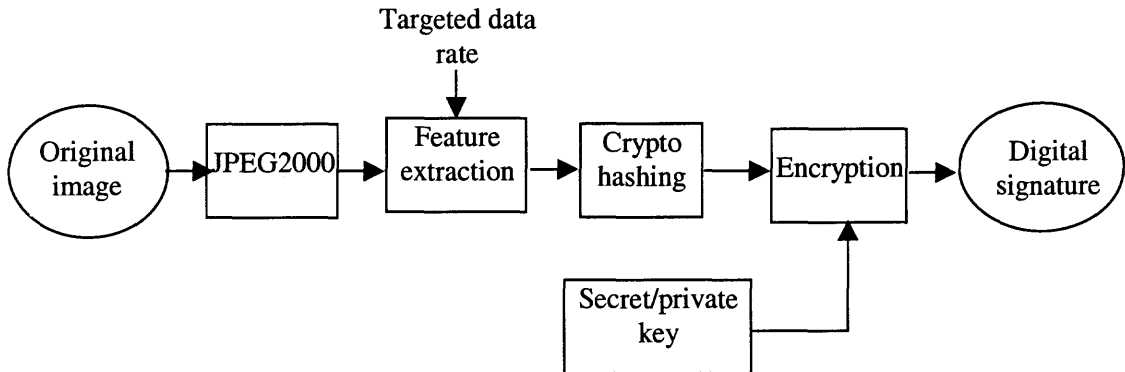 Targeted data
rate
Original
image
JPEG2000
Feature
extraction
Crypto
hashing
Encryption
Digital
signature
Secret/private
key